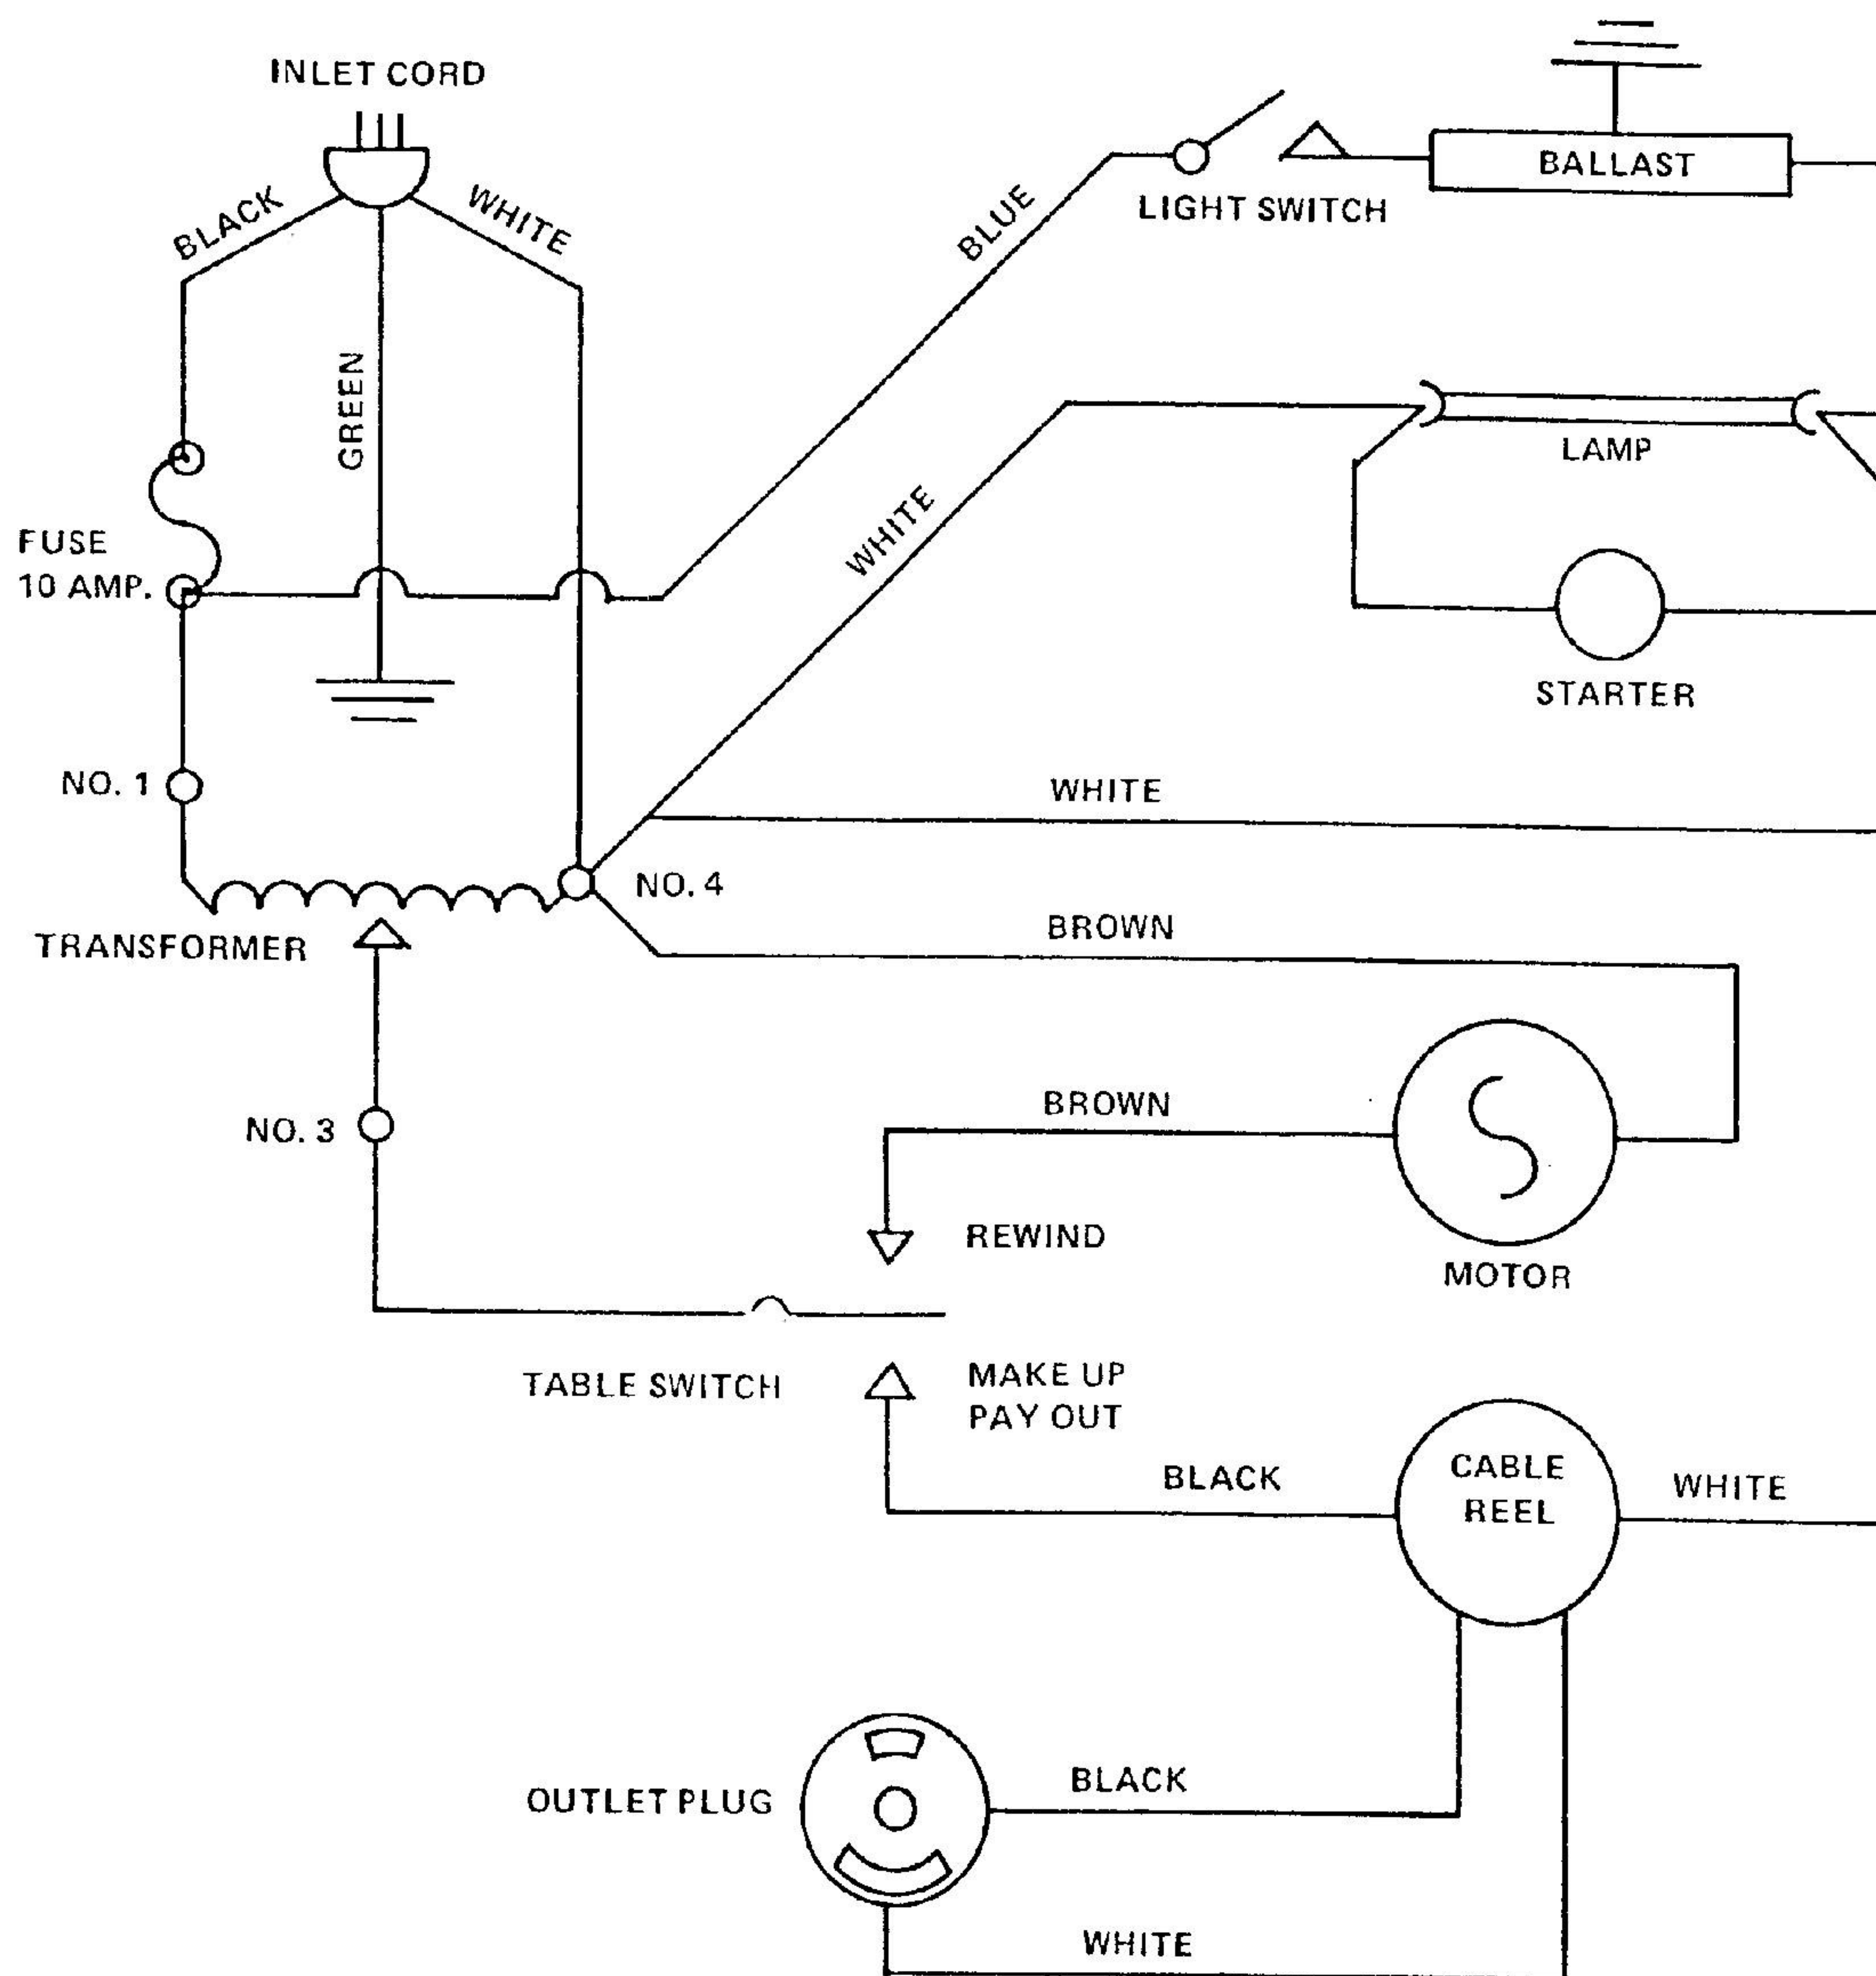 INLET CORD
BLACK
WHITE
GREEN
BLUE
LIGHT SWITCH
BALLAST
LAMP
FUSE
10 AMP.
WHITE
STARTER
NO. 1
WHITE
NO. 4
TRANSFORMER
BROWN
NO. 3
BROWN
REWIND
MOTOR
TABLE SWITCH
MAKE UP
PAY OUT
BLACK
CABLE
REEL
WHITE
OUTLET PLUG
BLACK
WHITE